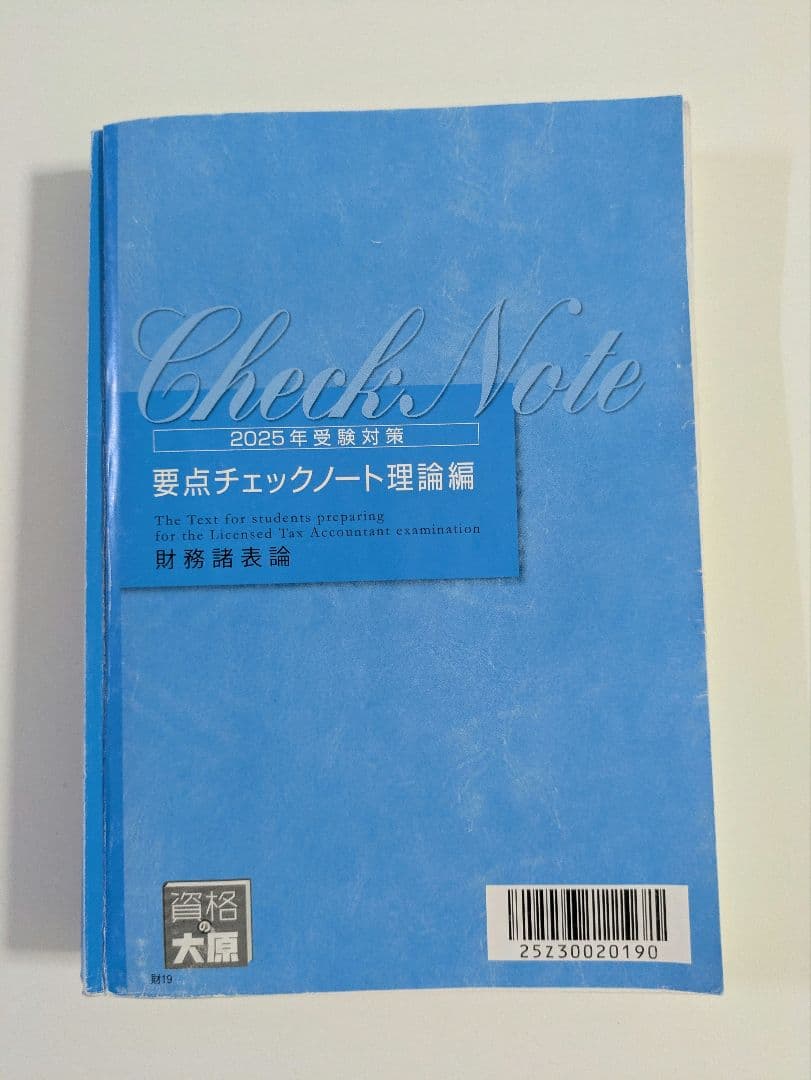 Check Note
2025年受験対策
要点チェックノート理論編
The Text for students preparing
for the Licensed Tax Accountant examination
財務諸表論
資格
の
大原
財19
25Z30020190